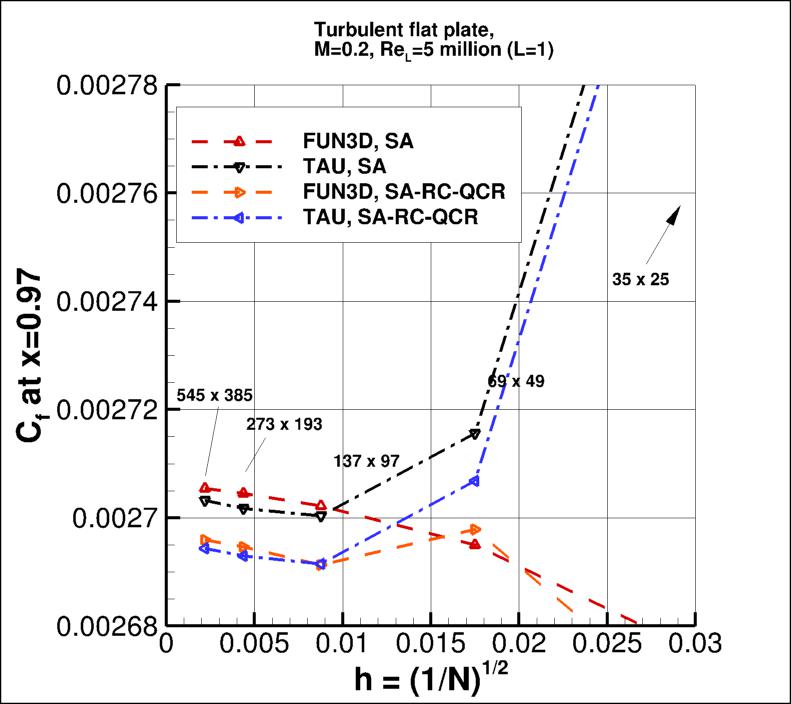 Turbulent flat plate,
M=0.2, Re_L=5 million (L=1)
0.00278
0.00276
0.00274
0.00272
0.0027
0.00268
C_f at x=0.97
FUN3D, SA
TAU, SA
FUN3D, SA-RC-QCR
TAU, SA-RC-QCR
35 x 25
69 x 49
545 x 385
273 x 193
137 x 97
0 0.005 0.01 0.015 0.02 0.025 0.03
h = (1/N)^1/2